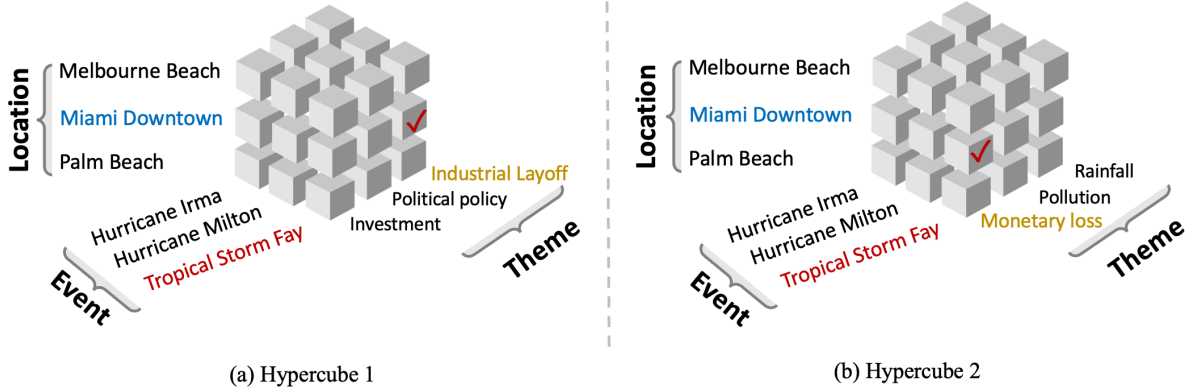 Location
Melbourne Beach
Miami Downtown
Palm Beach
Hurricane Irma
Hurricane Milton
Tropical Storm Fay
Event
Industrial Layoff
Political policy
Investment
Theme
(a) Hypercube 1
Location
Melbourne Beach
Miami Downtown
Palm Beach
Hurricane Irma
Hurricane Milton
Tropical Storm Fay
Event
Rainfall
Pollution
Monetary loss
Theme
(b) Hypercube 2